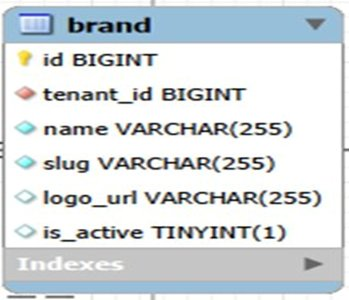 brand
id BIGINT
tenant_id BIGINT
name VARCHAR(255)
slug VARCHAR(255)
logo_url VARCHAR(255)
is_active TINYINT(1)
Indexes